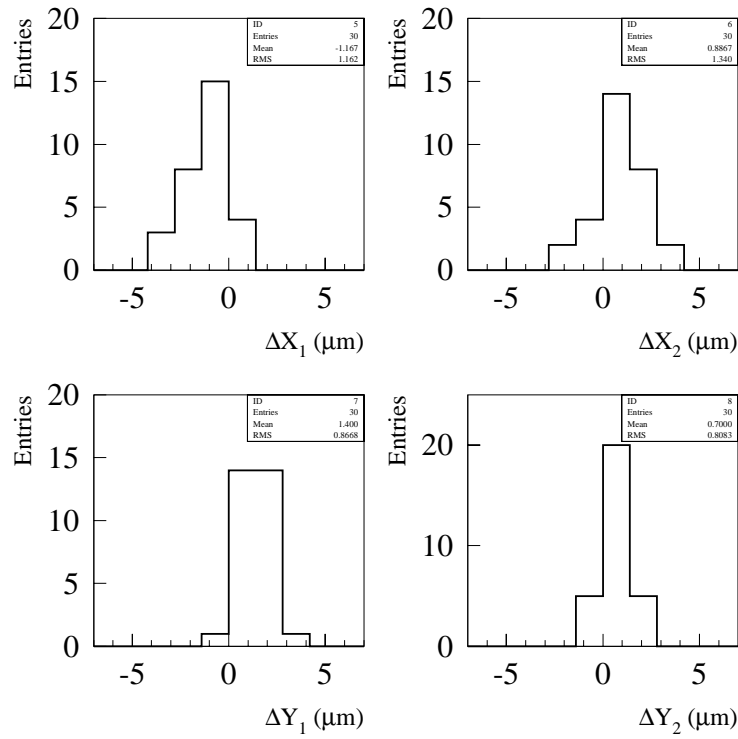 Entries
ID 5
Entries 30
Mean -1.167
RMS 1.162
20
15
10
5
0
-5 0 5
ΔX1 (μm)
Entries
ID 6
Entries 30
Mean 0.8867
RMS 1.340
20
15
10
5
0
-5 0 5
ΔX2 (μm)
Entries
ID 7
Entries 30
Mean 1.400
RMS 0.8668
20
15
10
5
0
-5 0 5
ΔY1 (μm)
Entries
ID 8
Entries 30
Mean 0.7000
RMS 0.8083
20
10
0
-5 0 5
ΔY2 (μm)